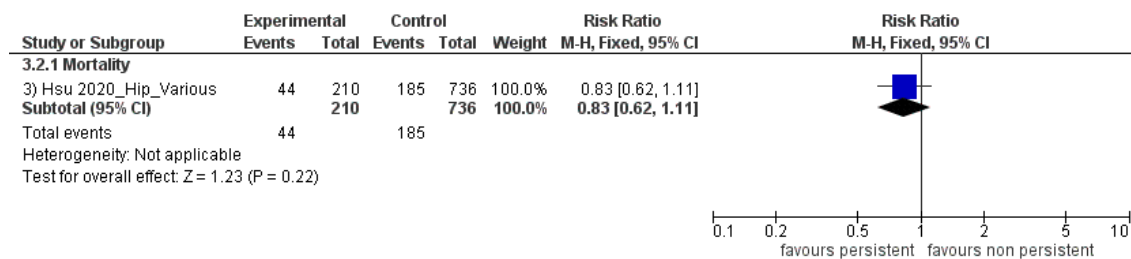 Experimental Control Risk Ratio Risk Ratio
Study or Subgroup Events Total Events Total Weight M-H, Fixed, 95% CI M-H, Fixed, 95% CI
3.2.1 Mortality
3) Hsu 2020_Hip_Various 44 210 185 736 100.0% 0.83 [0.62, 1.11]
Subtotal (95% CI) 210 736 100.0% 0.83 [0.62, 1.11]
Total events 44 185
Heterogeneity: Not applicable
Test for overall effect: Z = 1.23 (P = 0.22)
0.1 0.2 0.5 1 2 5 10
favours persistent favours non persistent